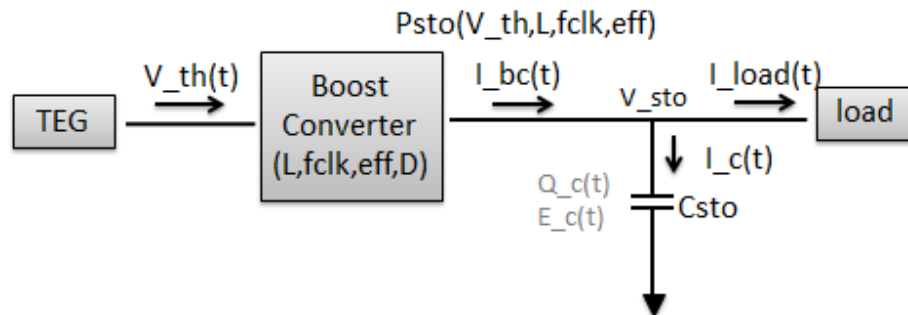 Psto(V_th,L,fclk,eff)
V_th(t)
I_bc(t)
I_load(t)
TEG
Boost
Converter
(L,fclk,eff,D)
V_sto
load
I_c(t)
Q_c(t)
E_c(t)
Csto